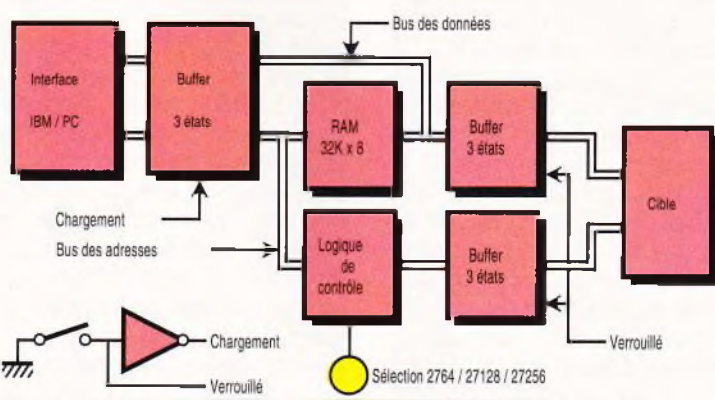 Bus des données
Interface
IBM / PC
Buffer
3 états
RAM
32K x 8
Buffer
3 états
Cible
Chargement
Bus des adresses
Logique
de
contrôle
Buffer
3 états
Chargement
Verrouillé
Verrouillé
Sélection 2764 / 27128 / 27256